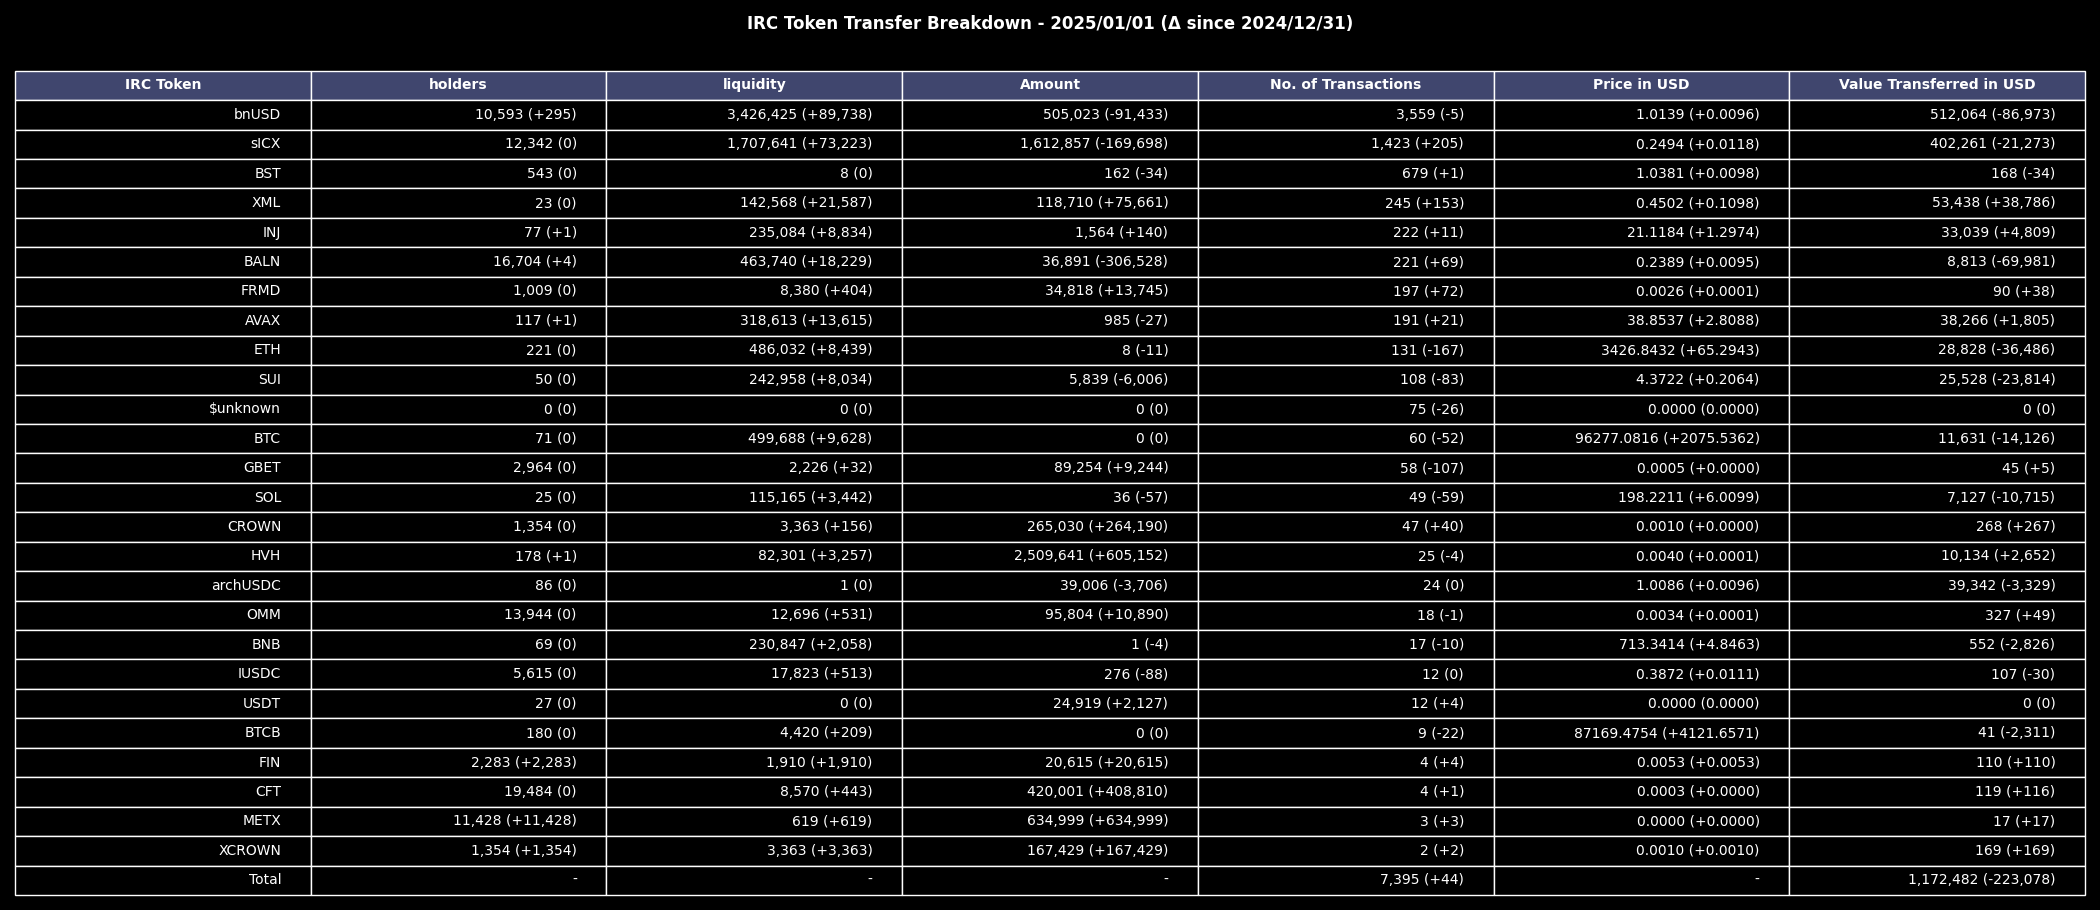 IRC Token Transfer Breakdown - 2025/01/01 (Δ since 2024/12/31)
IRC Token holders liquidity Amount No. of Transactions Price in USD Value Transferred in USD
bnUSD 10,593 (+295) 3,426,425 (+89,738) 505,023 (-91,433) 3,559 (-5) 1.0139 (+0.0096) 512,064 (-86,973)
sICX 12,342 (0) 1,707,641 (+73,223) 1,612,857 (-169,698) 1,423 (+205) 0.2494 (+0.0118) 402,261 (-21,273)
BST 543 (0) 8 (0) 162 (-34) 679 (+1) 1.0381 (+0.0098) 168 (-34)
XML 23 (0) 142,568 (+21,587) 118,710 (+75,661) 245 (+153) 0.4502 (+0.1098) 53,438 (+38,786)
INJ 77 (+1) 235,084 (+8,834) 1,564 (+140) 222 (+11) 21.1184 (+1.2974) 33,039 (+4,809)
BALN 16,704 (+4) 463,740 (+18,229) 36,891 (-306,528) 221 (+69) 0.2389 (+0.0095) 8,813 (-69,981)
FRMD 1,009 (0) 8,380 (+404) 34,818 (+13,745) 197 (+72) 0.0026 (+0.0001) 90 (+38)
AVAX 117 (+1) 318,613 (+13,615) 985 (-27) 191 (+21) 38.8537 (+2.8088) 38,266 (+1,805)
ETH 221 (0) 486,032 (+8,439) 8 (-11) 131 (-167) 3426.8432 (+65.2943) 28,828 (-36,486)
SUI 50 (0) 242,958 (+8,034) 5,839 (-6,006) 108 (-83) 4.3722 (+0.2064) 25,528 (-23,814)
$unknown 0 (0) 0 (0) 0 (0) 75 (-26) 0.0000 (0.0000) 0 (0)
BTC 71 (0) 499,688 (+9,628) 0 (0) 60 (-52) 96277.0816 (+2075.5362) 11,631 (-14,126)
GBET 2,964 (0) 2,226 (+32) 89,254 (+9,244) 58 (-107) 0.0005 (+0.0000) 45 (+5)
SOL 25 (0) 115,165 (+3,442) 36 (-57) 49 (-59) 198.2211 (+6.0099) 7,127 (-10,715)
CROWN 1,354 (0) 3,363 (+156) 265,030 (+264,190) 47 (+40) 0.0010 (+0.0000) 268 (+267)
HVH 178 (+1) 82,301 (+3,257) 2,509,641 (+605,152) 25 (-4) 0.0040 (+0.0001) 10,134 (+2,652)
archUSDC 86 (0) 1 (0) 39,006 (-3,706) 24 (0) 1.0086 (+0.0096) 39,342 (-3,329)
OMM 13,944 (0) 12,696 (+531) 95,804 (+10,890) 18 (-1) 0.0034 (+0.0001) 327 (+49)
BNB 69 (0) 230,847 (+2,058) 1 (-4) 17 (-10) 713.3414 (+4.8463) 552 (-2,826)
IUSDC 5,615 (0) 17,823 (+513) 276 (-88) 12 (0) 0.3872 (+0.0111) 107 (-30)
USDT 27 (0) 0 (0) 24,919 (+2,127) 12 (+4) 0.0000 (0.0000) 0 (0)
BTCB 180 (0) 4,420 (+209) 0 (0) 9 (-22) 87169.4754 (+4121.6571) 41 (-2,311)
FIN 2,283 (+2,283) 1,910 (+1,910) 20,615 (+20,615) 4 (+4) 0.0053 (+0.0053) 110 (+110)
CFT 19,484 (0) 8,570 (+443) 420,001 (+408,810) 4 (+1) 0.0003 (+0.0000) 119 (+116)
METX 11,428 (+11,428) 619 (+619) 634,999 (+634,999) 3 (+3) 0.0000 (+0.0000) 17 (+17)
XCROWN 1,354 (+1,354) 3,363 (+3,363) 167,429 (+167,429) 2 (+2) 0.0010 (+0.0010) 169 (+169)
Total - - - 7,395 (+44) - 1,172,482 (-223,078)